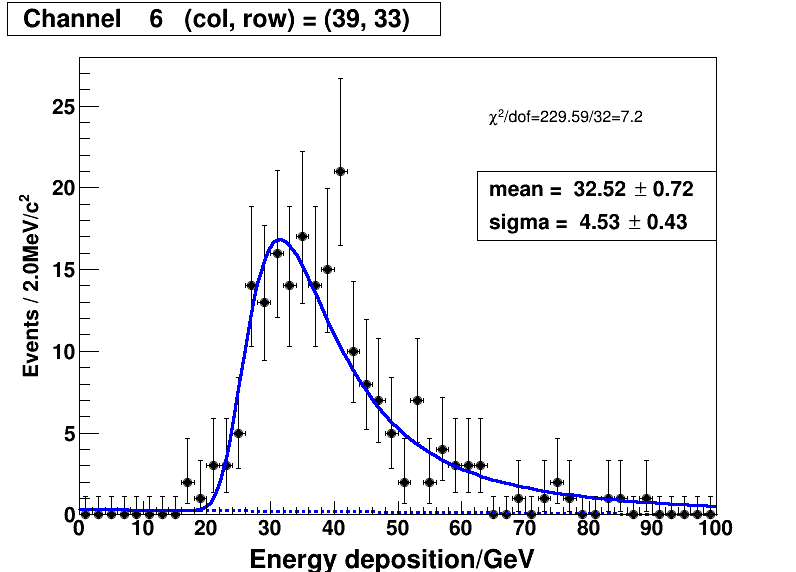 Channel 6 (col, row) = (39, 33)
χ²/dof=229.59/32=7.2
mean = 32.52 ± 0.72
sigma = 4.53 ± 0.43
Events / 2.0MeV/c²
25
20
15
10
5
0
0 10 20 30 40 50 60 70 80 90 100
Energy deposition/GeV